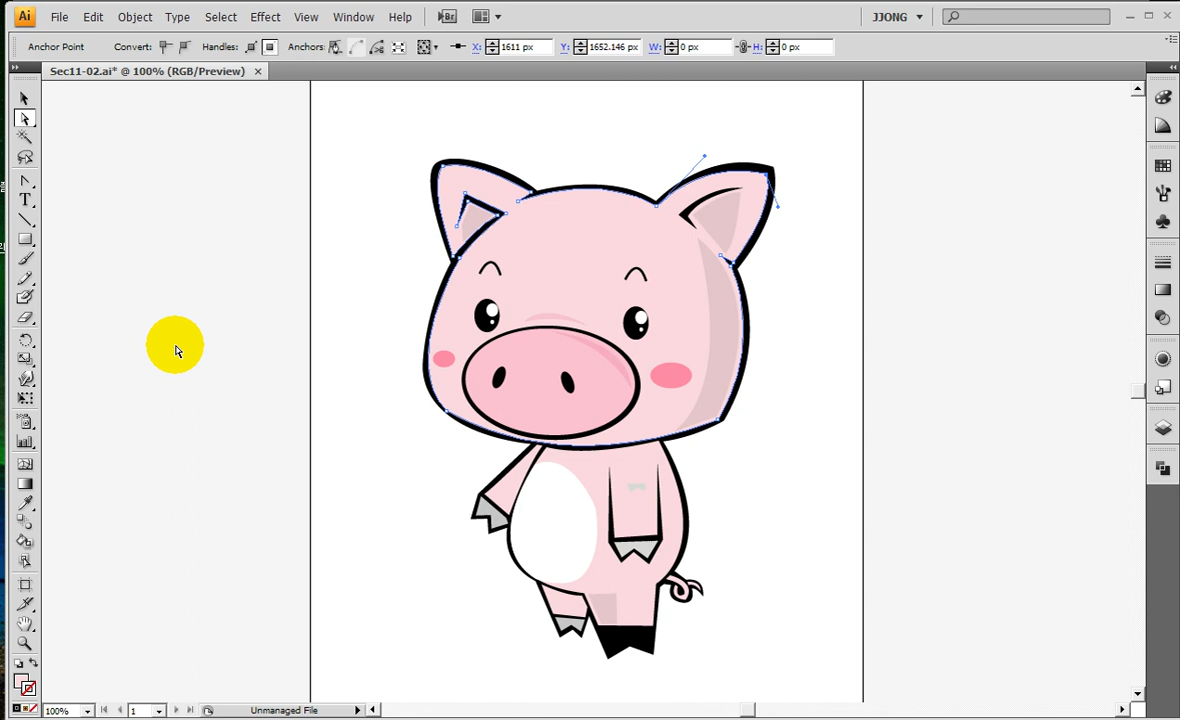 Ai File Edit Object Type Select Effect View Window Help Br JJONG
Anchor Point Convert: Handles: Anchors: X: 1611 px Y: 1652.146 px W: 0 px H: 0 px
Sec11-02.ai* @ 100% (RGB/Preview)
T
100% 1 Unmanaged File